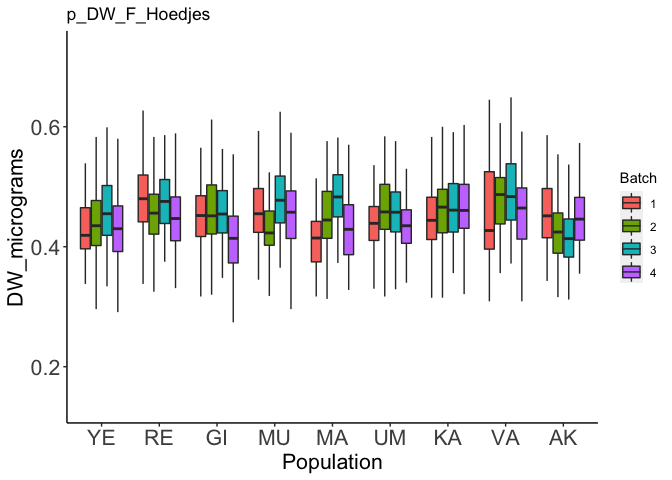 p_DW_F_Hoedjes
DW_micrograms
0.6
0.4
0.2
YE RE GI MU MA UM KA VA AK
Population
Batch
1
2
3
4